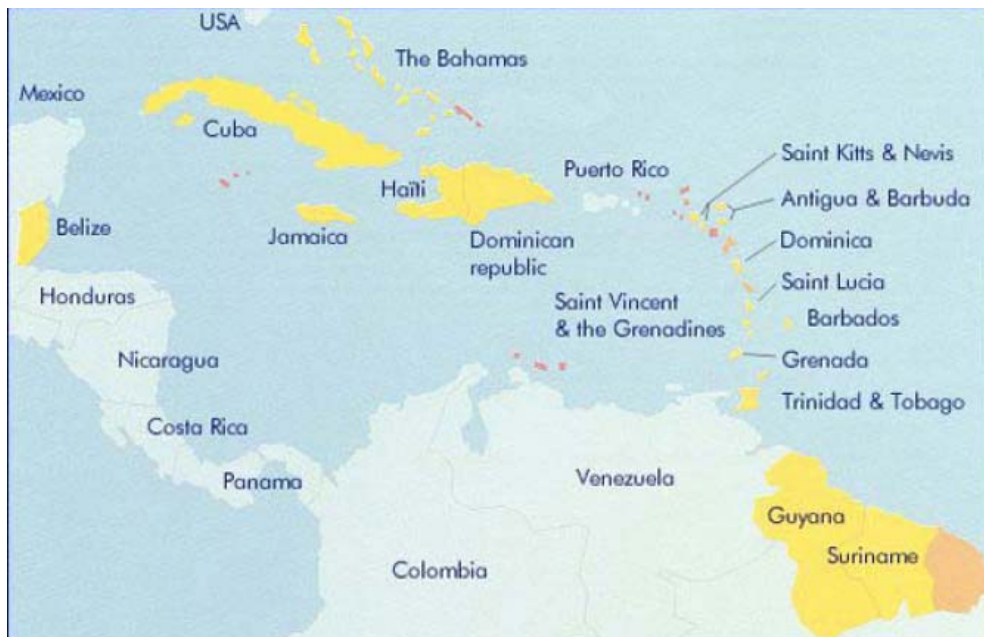 USA
The Bahamas
Mexico
Cuba
Saint Kitts & Nevis
Puerto Rico
Haïti
Antigua & Barbuda
Belize
Jamaica
Dominican
republic
Dominica
Saint Lucia
Honduras
Saint Vincent
& the Grenadines
Barbados
Nicaragua
Grenada
Trinidad & Tobago
Costa Rica
Panama
Venezuela
Guyana
Suriname
Colombia